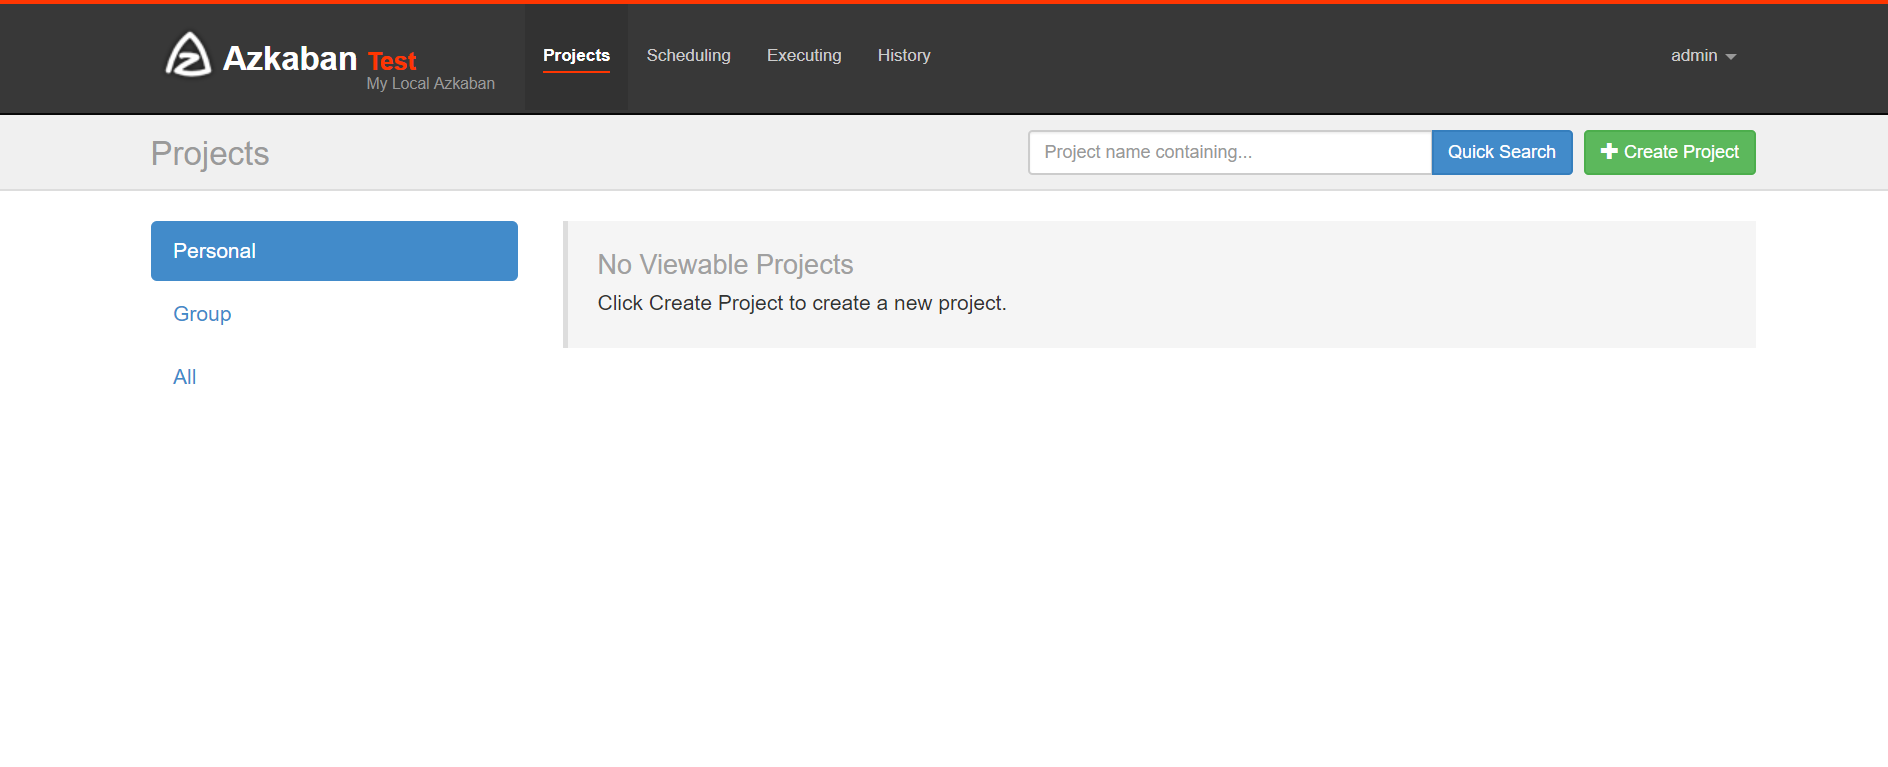 Azkaban Test
My Local Azkaban
Projects Scheduling Executing History
admin
Projects
Project name containing...
Quick Search
Create Project
Personal
Group
All
No Viewable Projects
Click Create Project to create a new project.